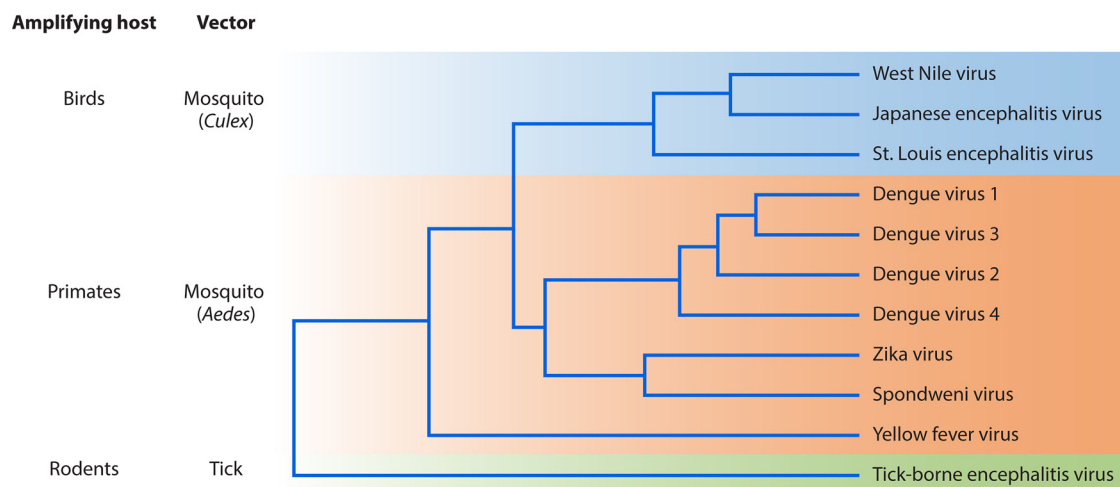 Amplifying host Vector
West Nile virus
Birds Mosquito
(Culex)
Japanese encephalitis virus
St. Louis encephalitis virus
Dengue virus 1
Dengue virus 3
Dengue virus 2
Primates Mosquito
(Aedes)
Dengue virus 4
Zika virus
Spondweni virus
Yellow fever virus
Rodents Tick
Tick-borne encephalitis virus